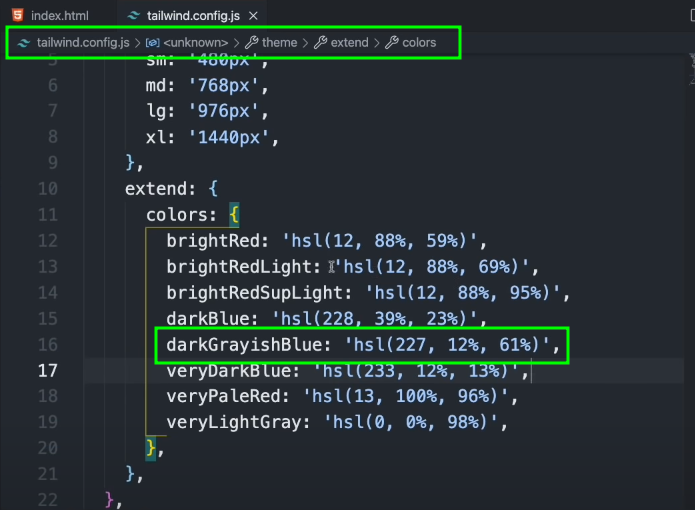 index.html tailwind.config.js ×
tailwind.config.js > <unknown> > theme > extend > colors
5 sm: '480px',
6 md: '768px',
7 lg: '976px',
8 xl: '1440px',
9 },
10 extend: {
11 colors: {
12 brightRed: 'hsl(12, 88%, 59%)',
13 brightRedLight: 'hsl(12, 88%, 69%)',
14 brightRedSupLight: 'hsl(12, 88%, 95%)',
15 darkBlue: 'hsl(228, 39%, 23%)',
16 darkGrayishBlue: 'hsl(227, 12%, 61%)',
17 veryDarkBlue: 'hsl(233, 12%, 13%)',
18 veryPaleRed: 'hsl(13, 100%, 96%)',
19 veryLightGray: 'hsl(0, 0%, 98%)',
20 },
21 },
22 },